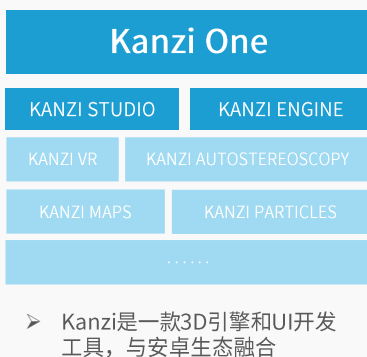 Kanzi One
KANZI STUDIO KANZI ENGINE
KANZI VR KANZI AUTOSTEREOSCOPY
KANZI MAPS KANZI PARTICLES
......
➢ Kanzi是一款3D引擎和UI开发
工具，与安卓生态融合